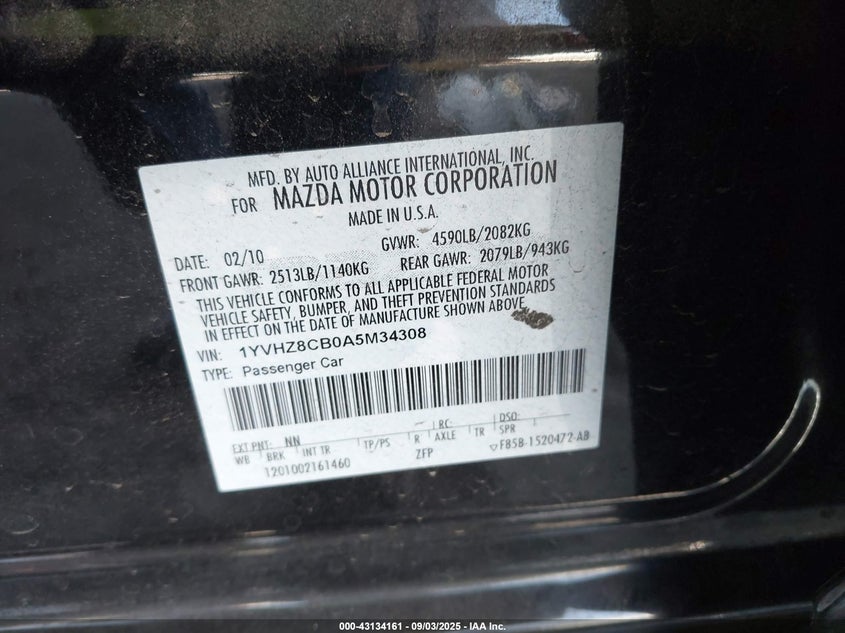 MFD. BY AUTO ALLIANCE INTERNATIONAL, INC.
FOR MAZDA MOTOR CORPORATION
MADE IN U.S.A.
DATE: 02/10 GVWR: 4590LB/2082KG
FRONT GAWR: 2513LB/1140KG REAR GAWR: 2079LB/943KG
THIS VEHICLE CONFORMS TO ALL APPLICABLE FEDERAL MOTOR
VEHICLE SAFETY, BUMPER, AND THEFT PREVENTION STANDARDS
IN EFFECT ON THE DATE OF MANUFACTURE SHOWN ABOVE.
VIN: 1YVHZ8CB0A5M34308
TYPE: Passenger Car
EXT PNT: NN RC: DSO:
WB BRK INT TR TP/PS R AXLE TR SPR
1201002161460 ZFP F85B-1520472-AB
000-43134161 - 09/03/2025 - IAA Inc.